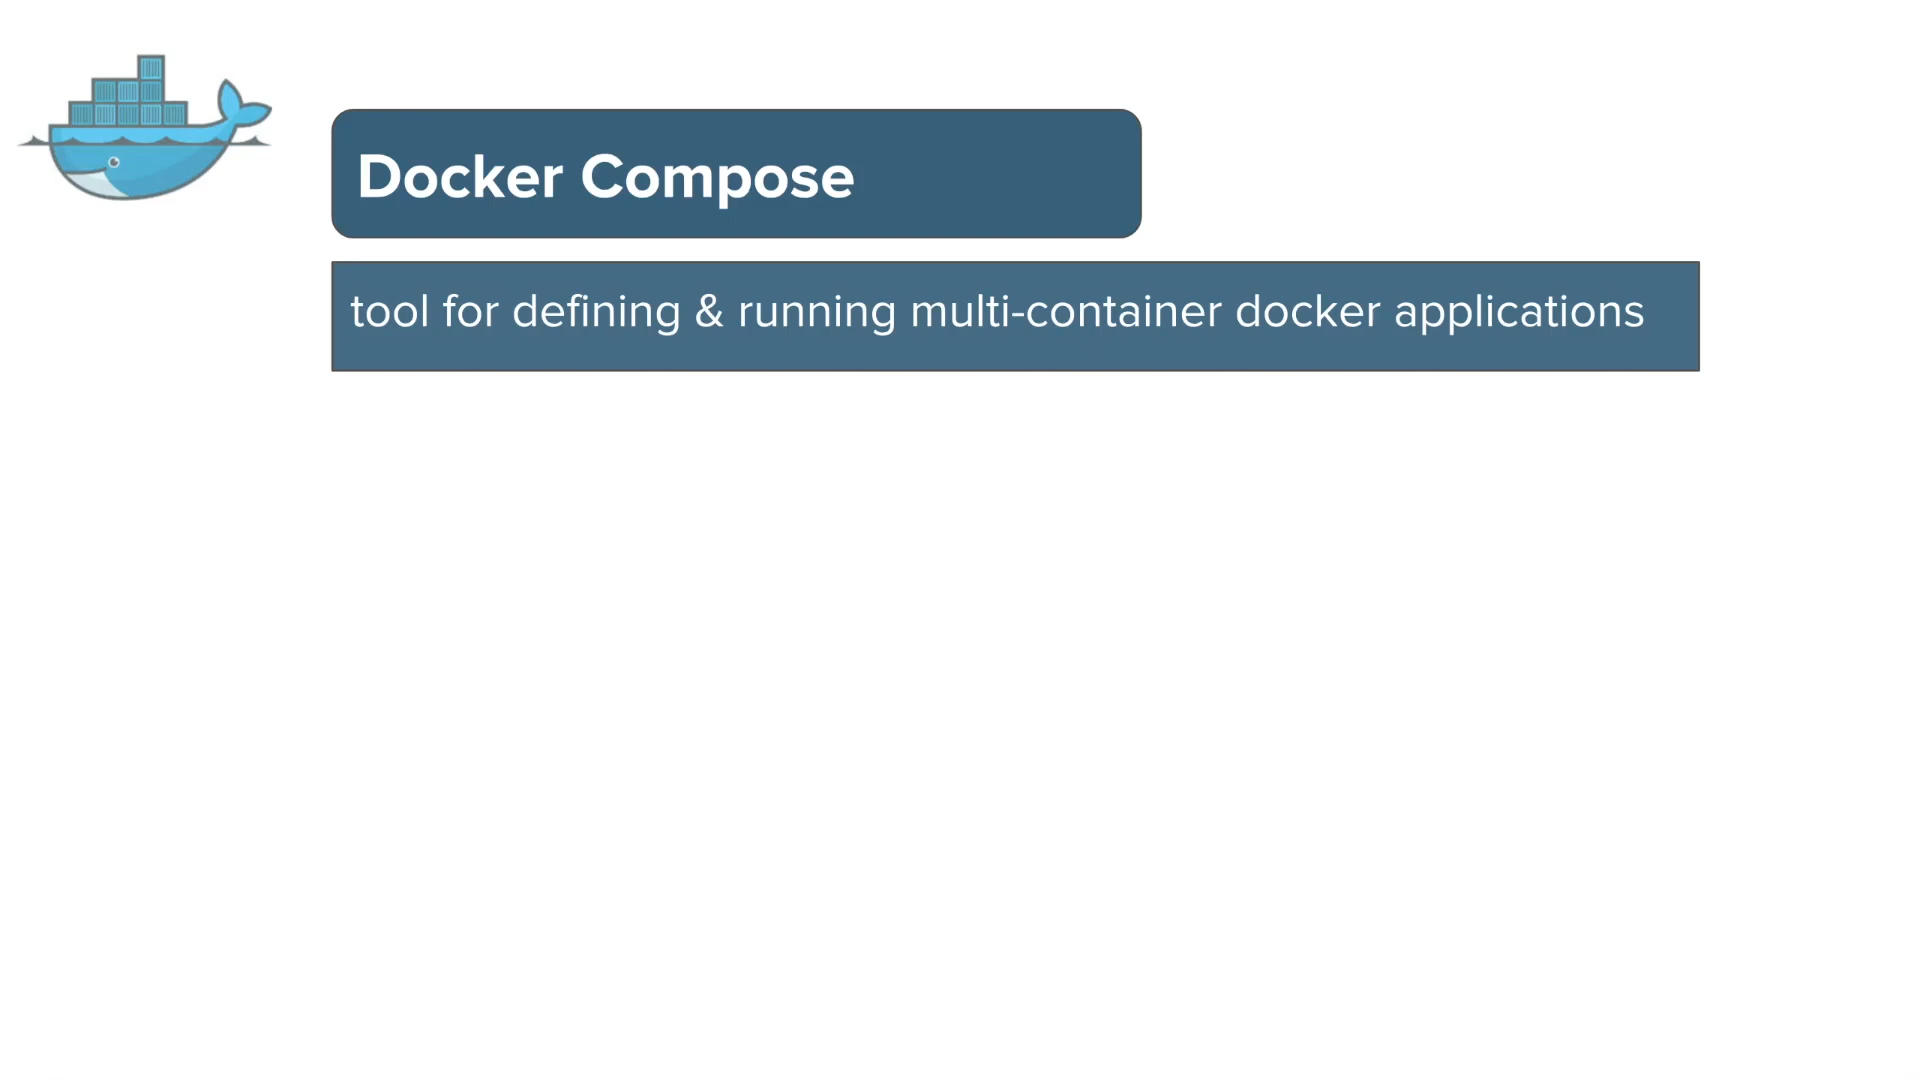 Docker Compose
tool for defining & running multi-container docker applications